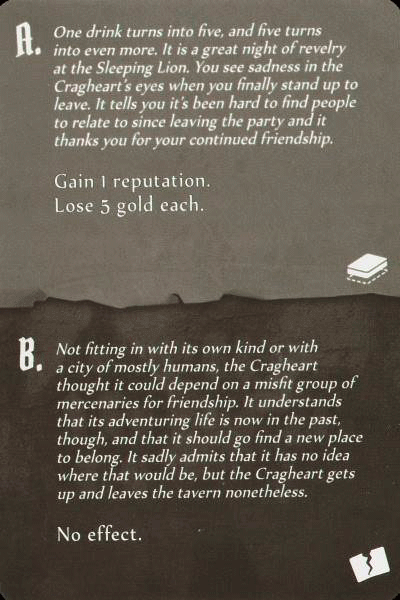 A.
One drink turns into five, and five turns
into even more. It is a great night of revelry
at the Sleeping Lion. You see sadness in the
Cragheart's eyes when you finally stand up to
leave. It tells you it's been hard to find people
to relate to since leaving the party and it
thanks you for your continued friendship.
Gain 1 reputation.
Lose 5 gold each.
B.
Not fitting in with its own kind or with
a city of mostly humans, the Cragheart
thought it could depend on a misfit group of
mercenaries for friendship. It understands
that its adventuring life is now in the past,
though, and that it should go find a new place
to belong. It sadly admits that it has no idea
where that would be, but the Cragheart gets
up and leaves the tavern nonetheless.
No effect.